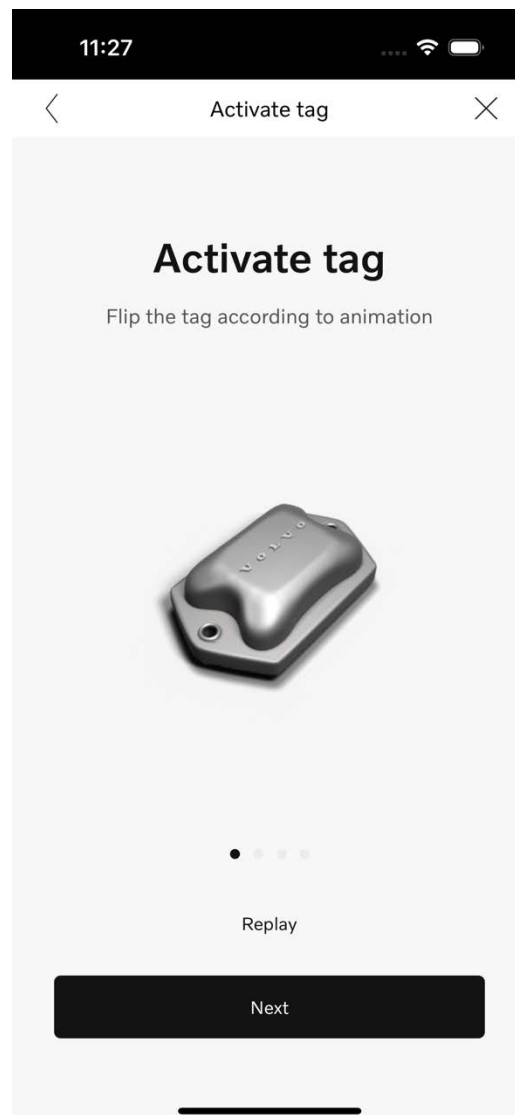 11:27
Activate tag
Activate tag
Flip the tag according to animation
VOLVO
Replay
Next